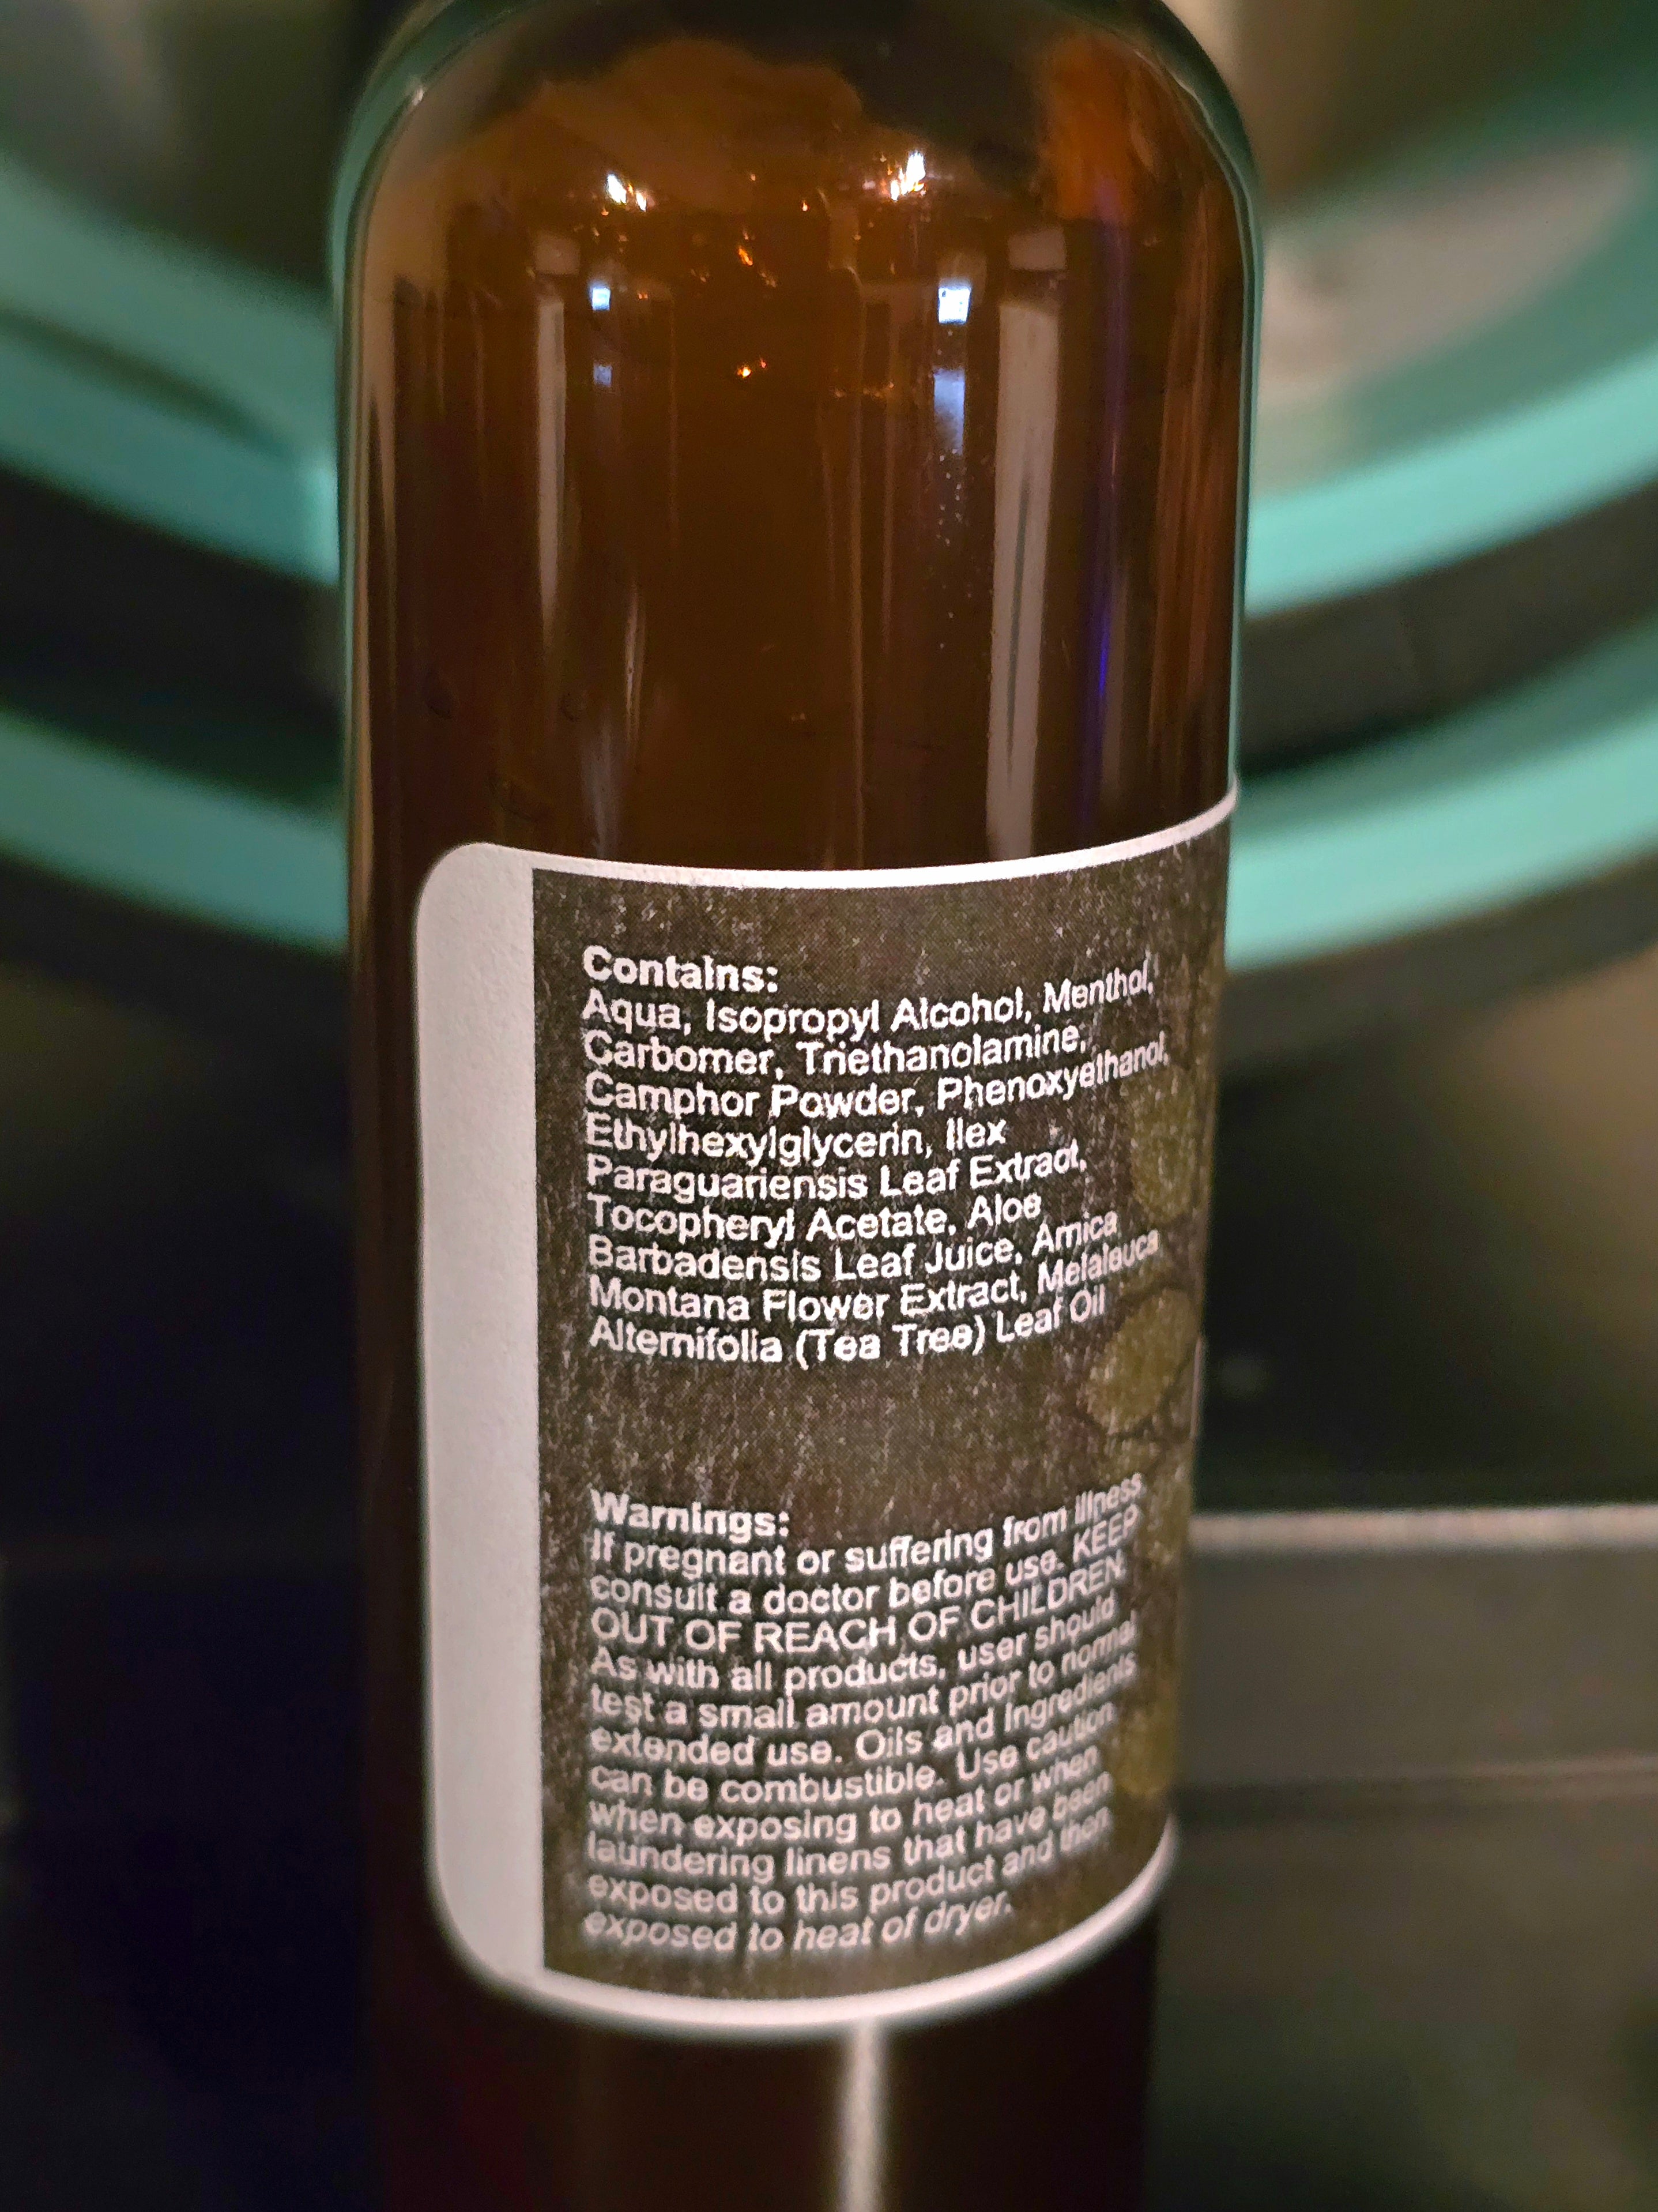 Contains:
Aqua, Isopropyl Alcohol, Menthol,
Carbomer, Triethanolamine,
Camphor Powder, Phenoxyethanol,
Ethylhexylglycerin, Ilex
Paraguariensis Leaf Extract,
Tocopheryl Acetate, Aloe
Barbadensis Leaf Juice, Arnica
Montana Flower Extract, Melaleuca
Alternifolia (Tea Tree) Leaf Oil
Warnings:
If pregnant or suffering from illness
consult a doctor before use. KEEP
OUT OF REACH OF CHILDREN.
As with all products, user should
test a small amount prior to normal
extended use. Oils and ingredients
can be combustible. Use caution
when exposing to heat or when
laundering linens that have been
exposed to this product and then
exposed to heat of dryer.